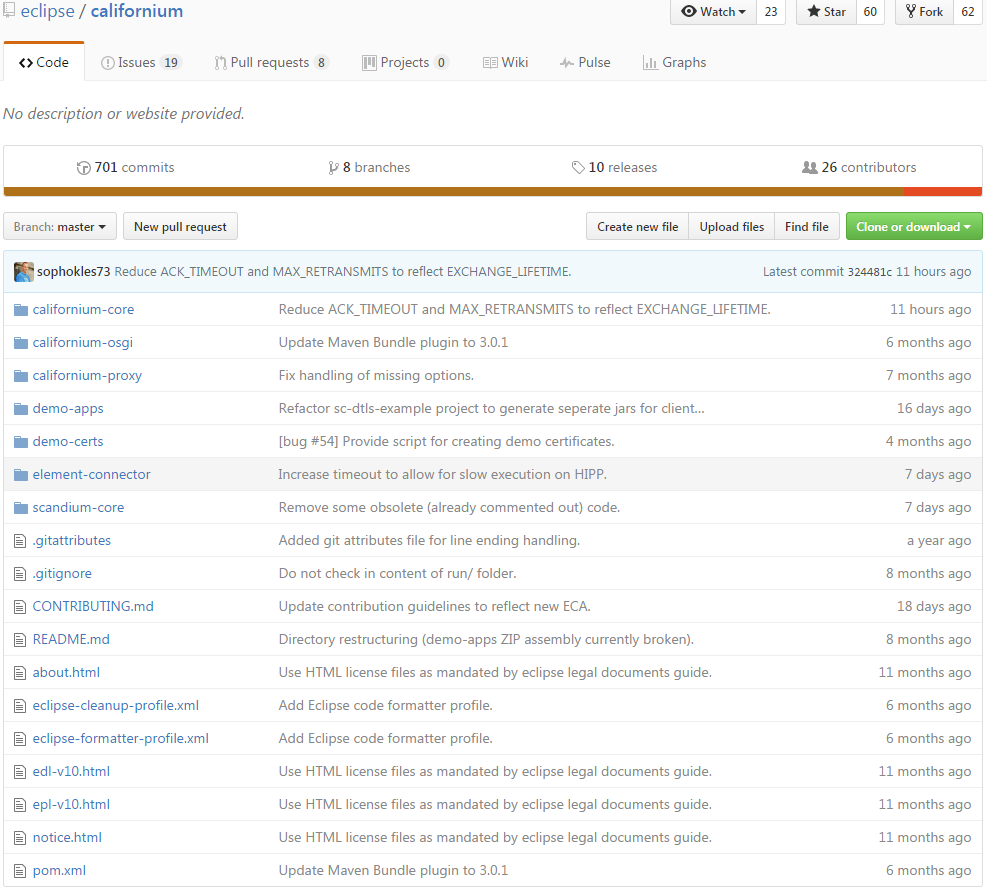 eclipse / californium
Watch 23 Star 60 Fork 62
Code Issues 19 Pull requests 8 Projects 0 Wiki Pulse Graphs
No description or website provided.
701 commits 8 branches 10 releases 26 contributors
Branch: master New pull request Create new file Upload files Find file Clone or download
sophokles73 Reduce ACK_TIMEOUT and MAX_RETRANSMITS to reflect EXCHANGE_LIFETIME. Latest commit 324481c 11 hours ago
californium-core Reduce ACK_TIMEOUT and MAX_RETRANSMITS to reflect EXCHANGE_LIFETIME. 11 hours ago
californium-osgi Update Maven Bundle plugin to 3.0.1 6 months ago
californium-proxy Fix handling of missing options. 7 months ago
demo-apps Refactor sc-dtls-example project to generate seperate jars for client... 16 days ago
demo-certs [bug #54] Provide script for creating demo certificates. 4 months ago
element-connector Increase timeout to allow for slow execution on HIPP. 7 days ago
scandium-core Remove some obsolete (already commented out) code. 7 days ago
.gitattributes Added git attributes file for line ending handling. a year ago
.gitignore Do not check in content of run/ folder. 8 months ago
CONTRIBUTING.md Update contribution guidelines to reflect new ECA. 18 days ago
README.md Directory restructuring (demo-apps ZIP assembly currently broken). 8 months ago
about.html Use HTML license files as mandated by eclipse legal documents guide. 11 months ago
eclipse-cleanup-profile.xml Add Eclipse code formatter profile. 6 months ago
eclipse-formatter-profile.xml Add Eclipse code formatter profile. 6 months ago
edl-v10.html Use HTML license files as mandated by eclipse legal documents guide. 11 months ago
epl-v10.html Use HTML license files as mandated by eclipse legal documents guide. 11 months ago
notice.html Use HTML license files as mandated by eclipse legal documents guide. 11 months ago
pom.xml Update Maven Bundle plugin to 3.0.1 6 months ago